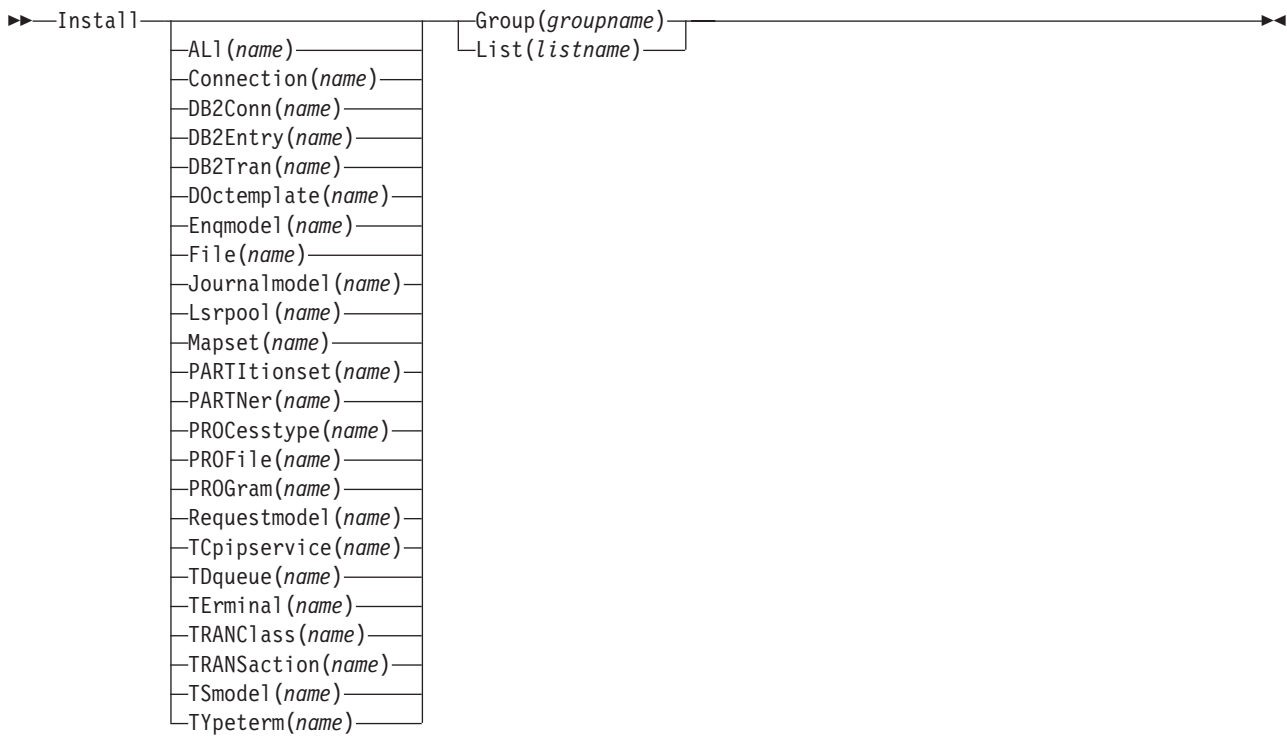 Install Group(groupname)
ALl(name) List(listname)
Connection(name)
DB2Conn(name)
DB2Entry(name)
DB2Tran(name)
DOctemplate(name)
Enqmodel(name)
File(name)
Journalmodel(name)
Lsrpool(name)
Mapset(name)
PARTItionset(name)
PARTNer(name)
PROCesstype(name)
PROFile(name)
PROGram(name)
Requestmodel(name)
TCpipservice(name)
TDqueue(name)
TErminal(name)
TRANClass(name)
TRANSaction(name)
TSmodel(name)
TYpeterm(name)